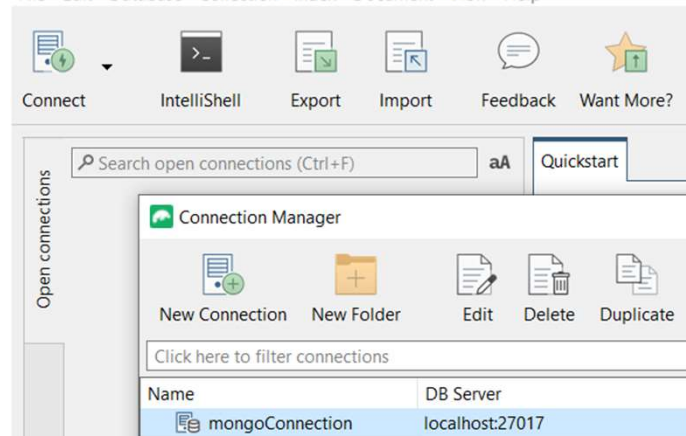 Connect IntelliShell Export Import Feedback Want More?
Open connections
Search open connections (Ctrl+F) aA Quickstart
Connection Manager
New Connection New Folder Edit Delete Duplicate
Click here to filter connections
Name DB Server
mongoConnection localhost:27017